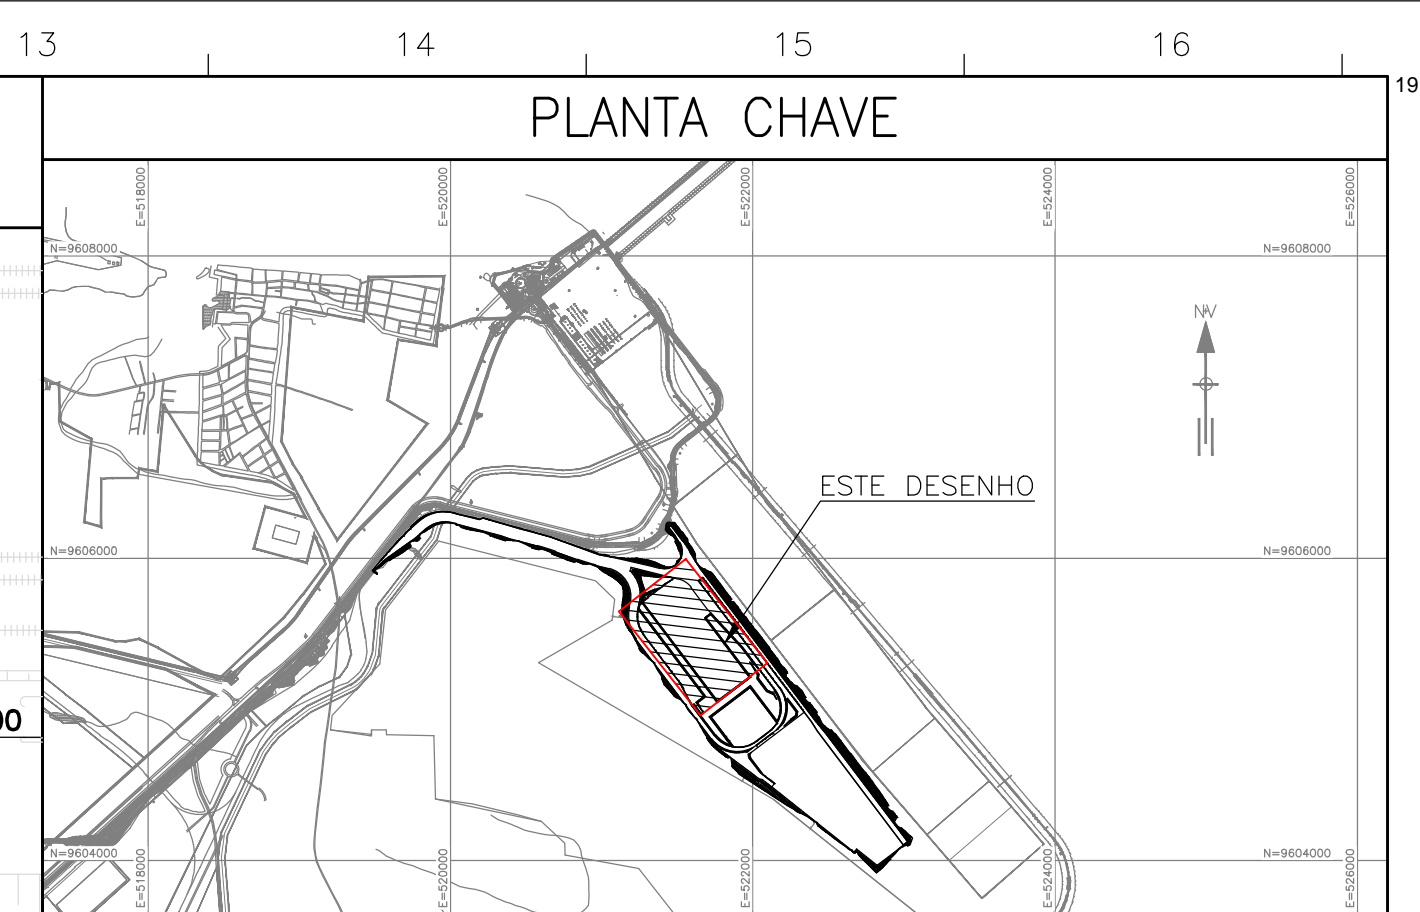 13 14 15 16
19
PLANTA CHAVE
E=518000 E=520000 E=522000 E=524000 E=526000
N=9608000 N=9608000
NV
ESTE DESENHO
N=9606000 N=9606000
00
N=9604000 N=9604000
E=518000 E=520000 E=522000 E=524000 E=526000